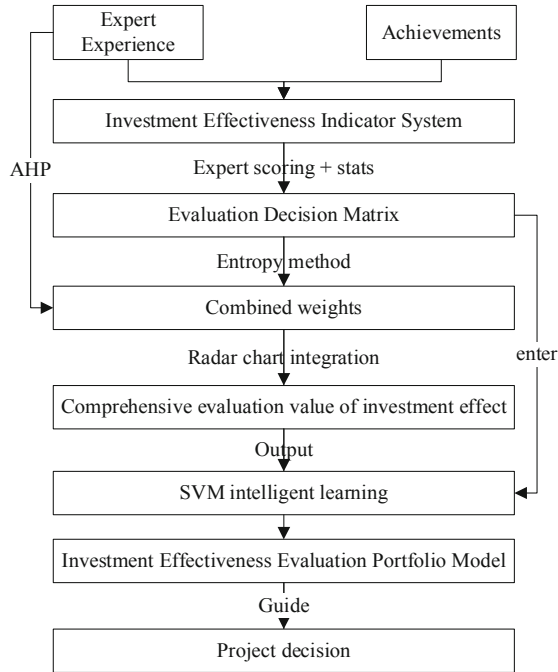 Expert
Experience
Achievements
Investment Effectiveness Indicator System
AHP
Expert scoring + stats
Evaluation Decision Matrix
Entropy method
Combined weights
Radar chart integration
enter
Comprehensive evaluation value of investment effect
Output
SVM intelligent learning
Investment Effectiveness Evaluation Portfolio Model
Guide
Project decision